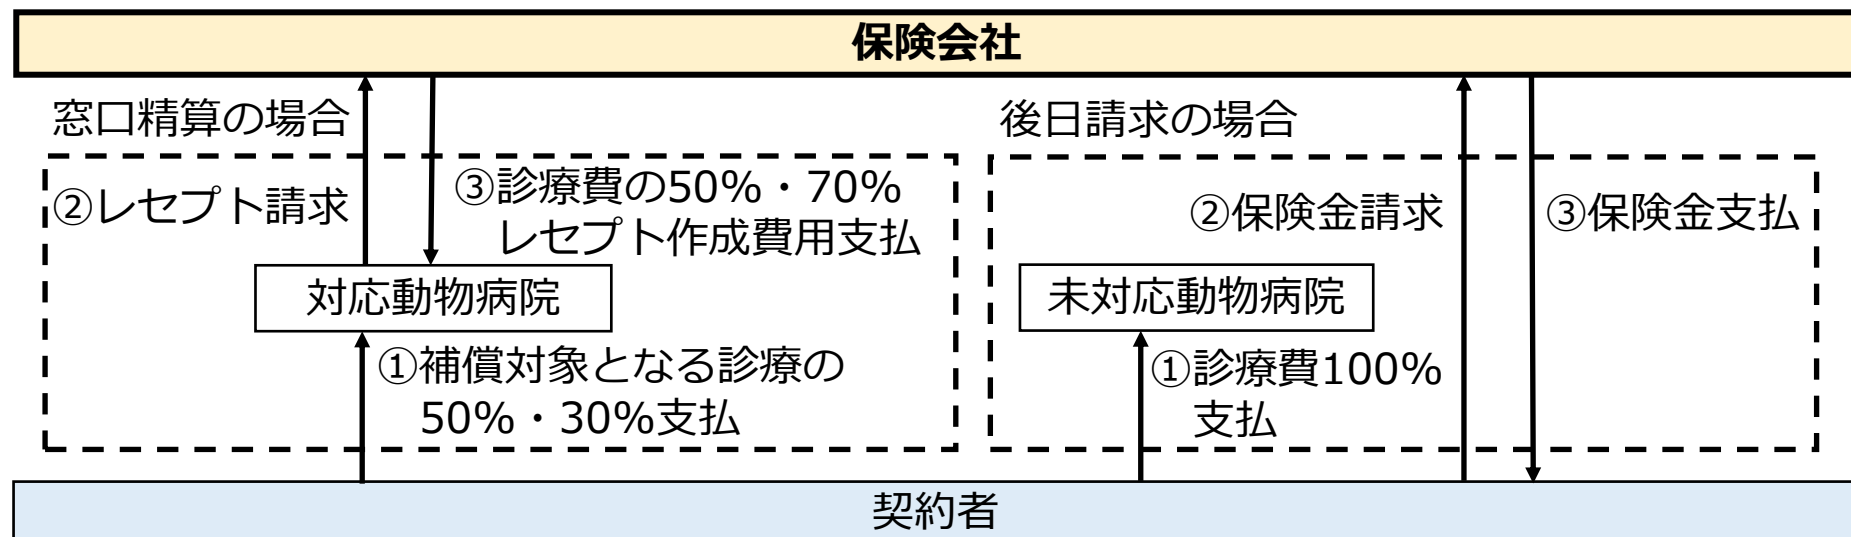 保険会社
窓口精算の場合
②レセプト請求
③診療費の50%・70%
レセプト作成費用支払
対応動物病院
①補償対象となる診療の
50%・30%支払
後日請求の場合
②保険金請求
③保険金支払
未対応動物病院
①診療費100%
支払
契約者